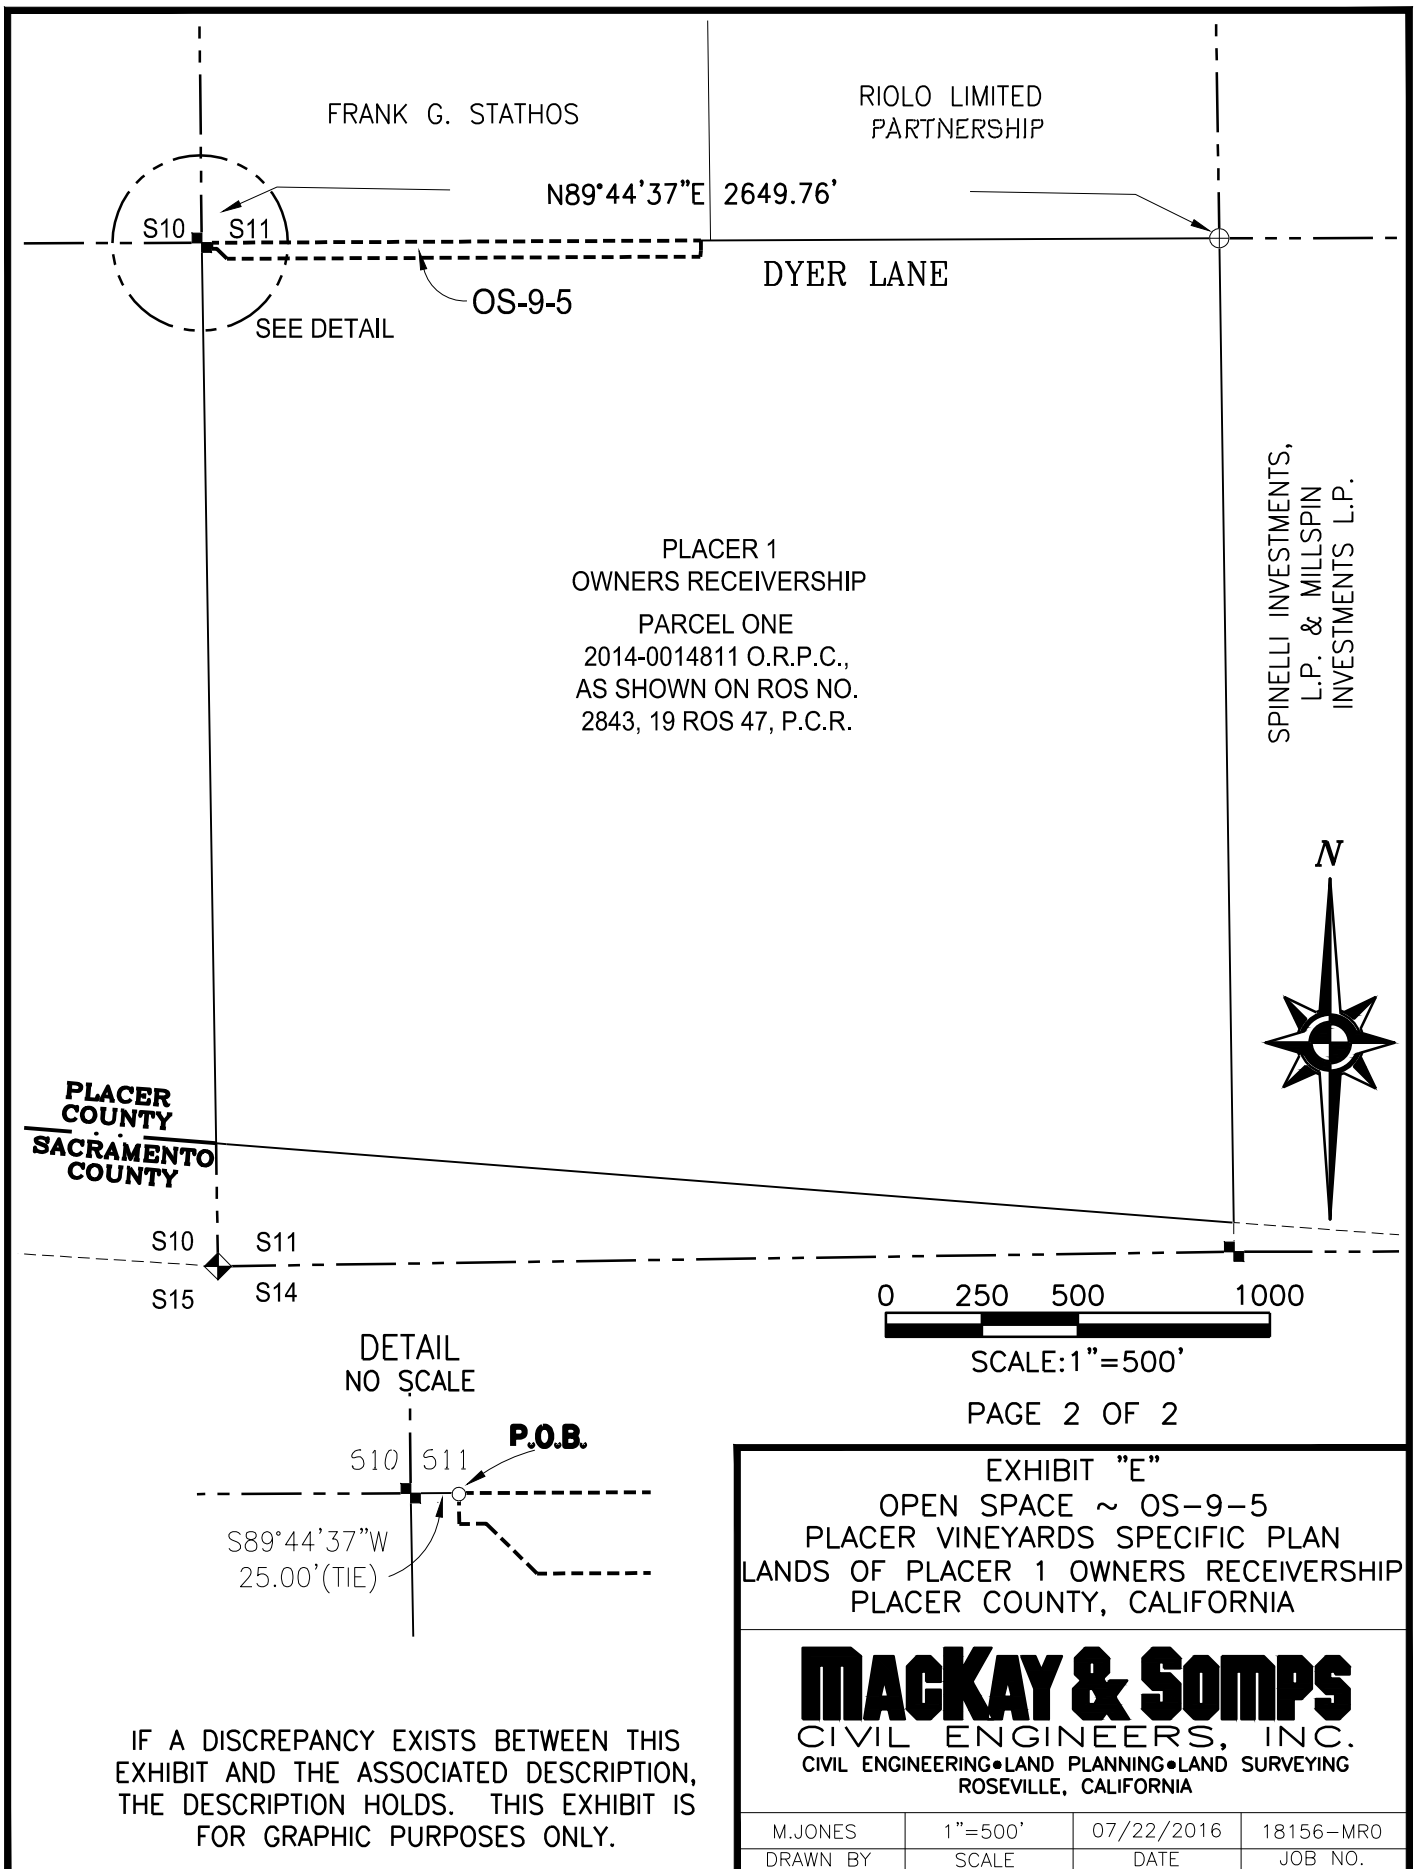 FRANK G. STATHOS
RIOLO LIMITED
PARTNERSHIP
N89°44'37"E 2649.76'
S10 S11
DYER LANE
OS-9-5
SEE DETAIL
SPINELLI INVESTMENTS,
L.P. & MILLSPIN
INVESTMENTS L.P.
PLACER 1
OWNERS RECEIVERSHIP
PARCEL ONE
2014-0014811 O.R.P.C.,
AS SHOWN ON ROS NO.
2843, 19 ROS 47, P.C.R.
N
PLACER
COUNTY
SACRAMENTO
COUNTY
S10 S11
S15 S14
0 250 500 1000
SCALE:1"=500'
PAGE 2 OF 2
DETAIL
NO SCALE
P.O.B.
S10 S11
S89°44'37"W
25.00'(TIE)
IF A DISCREPANCY EXISTS BETWEEN THIS
EXHIBIT AND THE ASSOCIATED DESCRIPTION,
THE DESCRIPTION HOLDS. THIS EXHIBIT IS
FOR GRAPHIC PURPOSES ONLY.
EXHIBIT "E"
OPEN SPACE ~ OS-9-5
PLACER VINEYARDS SPECIFIC PLAN
LANDS OF PLACER 1 OWNERS RECEIVERSHIP
PLACER COUNTY, CALIFORNIA
MACKAY & SOMPS
CIVIL ENGINEERS, INC.
CIVIL ENGINEERING•LAND PLANNING•LAND SURVEYING
ROSEVILLE, CALIFORNIA
M.JONES 1"=500' 07/22/2016 18156-MRO
DRAWN BY SCALE DATE JOB NO.